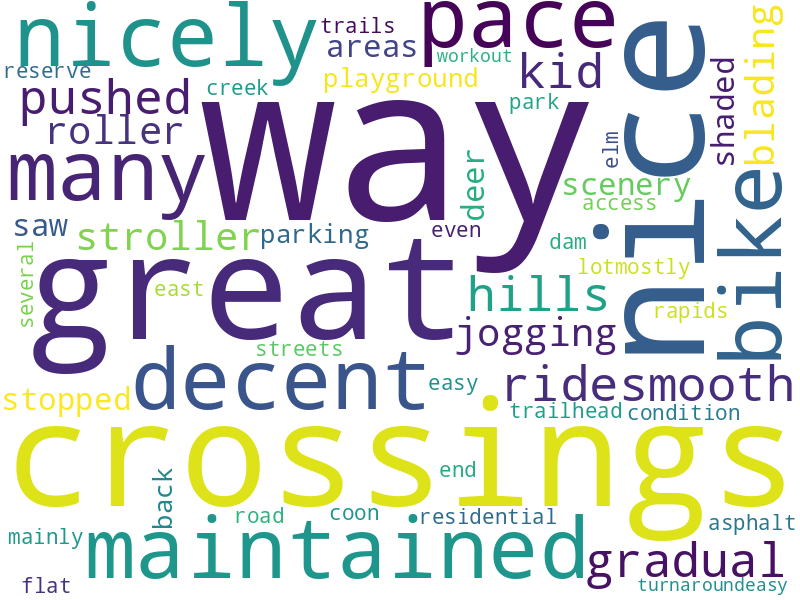 nicely
trails
pace
nice
blading
areas
workout
reserve
playground
kid
shaded
creek
pushed
park
roller
way
many
elm
deer
scenery
bike
access
saw
stroller
parking
even
dam
several
great
lotmostly
east
hills
rapids
jogging
streets
decent
easy
ridesmooth
stopped
trailhead
condition
crossings
end
back
road
coon
residential
asphalt
mainly
maintained
gradual
flat
turnaroundeasy